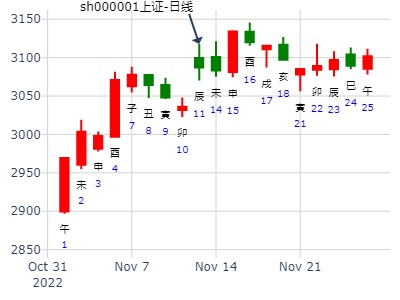 sh000001上证-日线
3150
3100
3050
3000
2950
2900
2850
午
1
未
2
申
3
酉
4
子
7
丑
8
寅
9
卯
10
辰
11
未
14
申
15
酉
16
戌
17
亥
18
寅
21
卯
22
辰
23
巳
24
午
25
Oct 31
2022
Nov 7
Nov 14
Nov 21